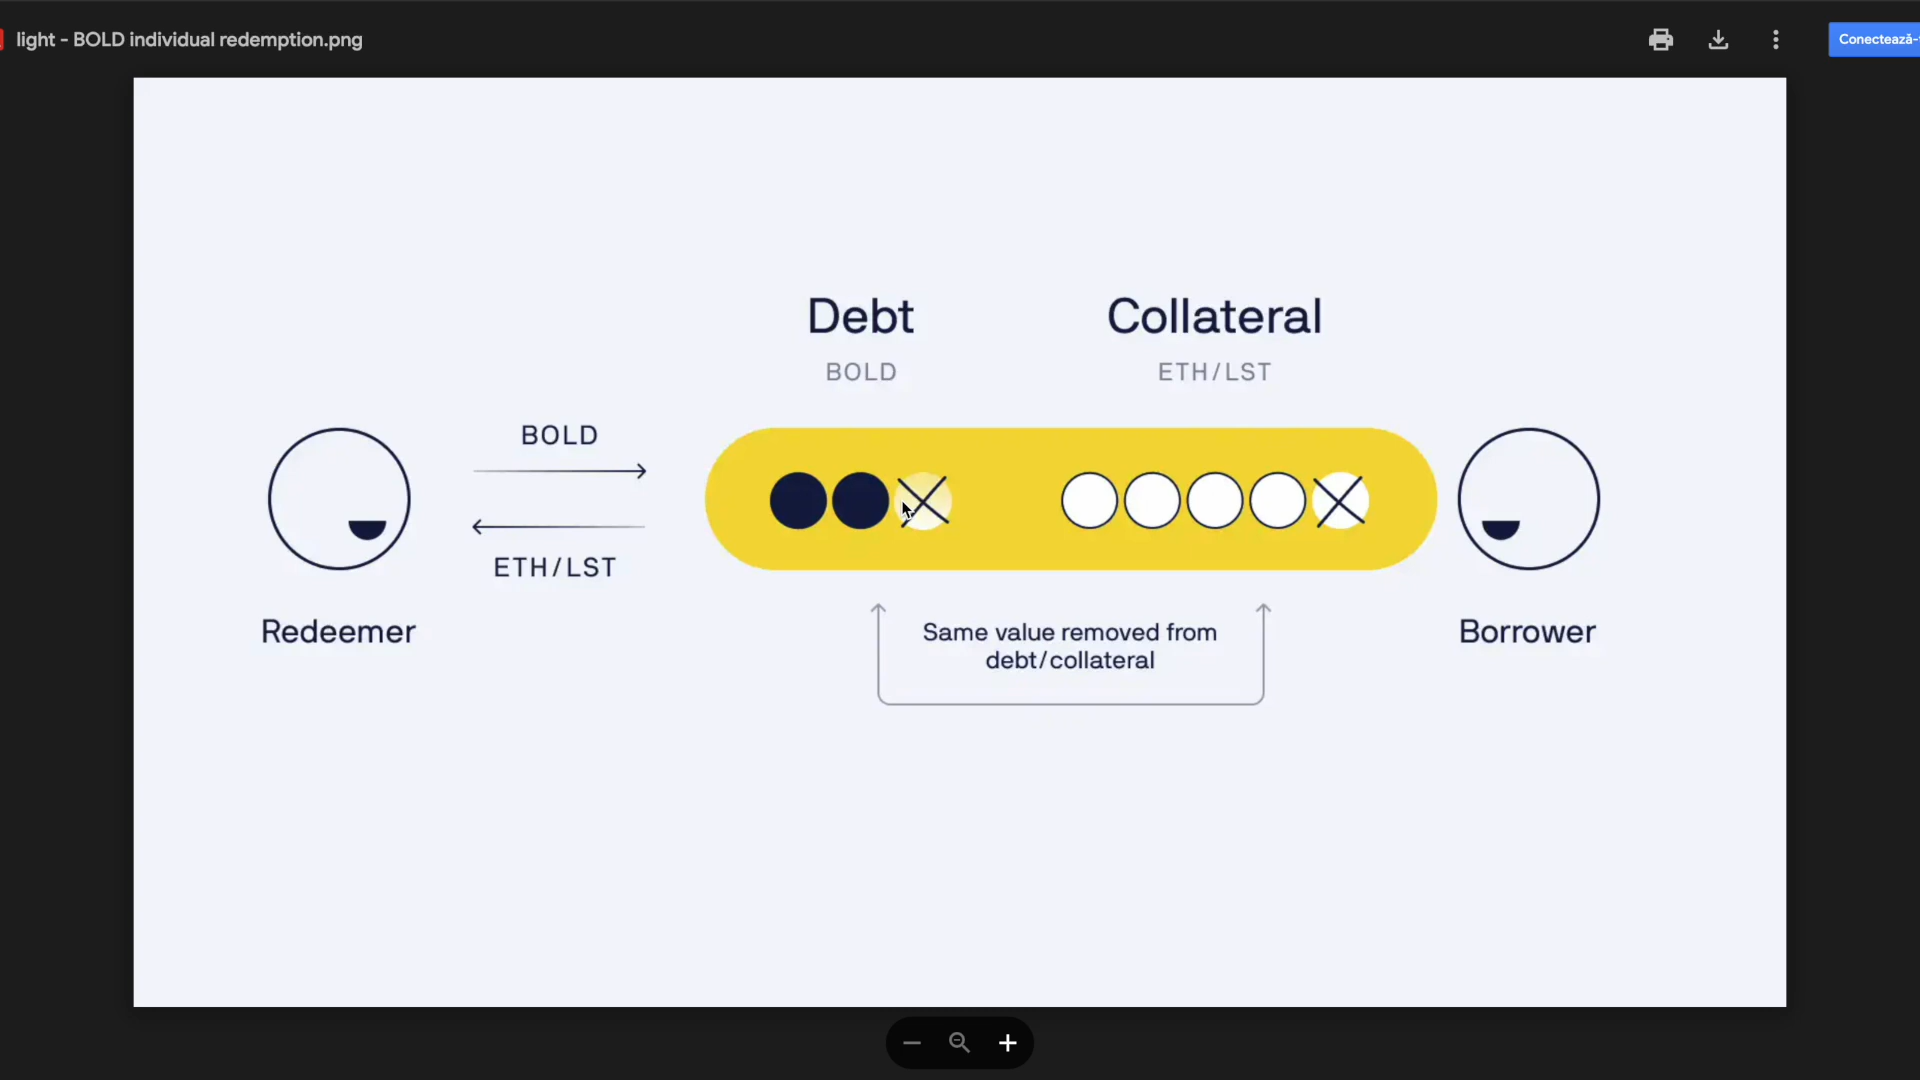 light - BOLD individual redemption.png
Conectează-
Debt
Collateral
BOLD
ETH/LST
BOLD
ETH/LST
Redeemer
Borrower
Same value removed from
debt/collateral